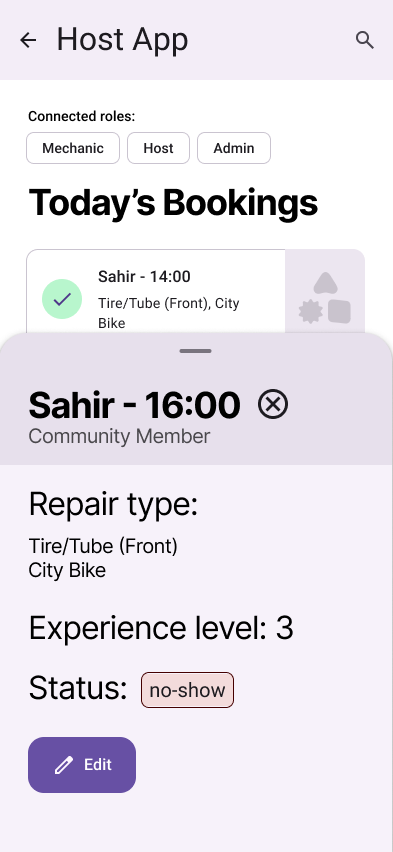 Host App
Connected roles:
Mechanic Host Admin
Today’s Bookings
Sahir - 14:00
Tire/Tube (Front), City
Bike
Sahir - 16:00
Community Member
Repair type:
Tire/Tube (Front)
City Bike
Experience level: 3
Status: no-show
Edit